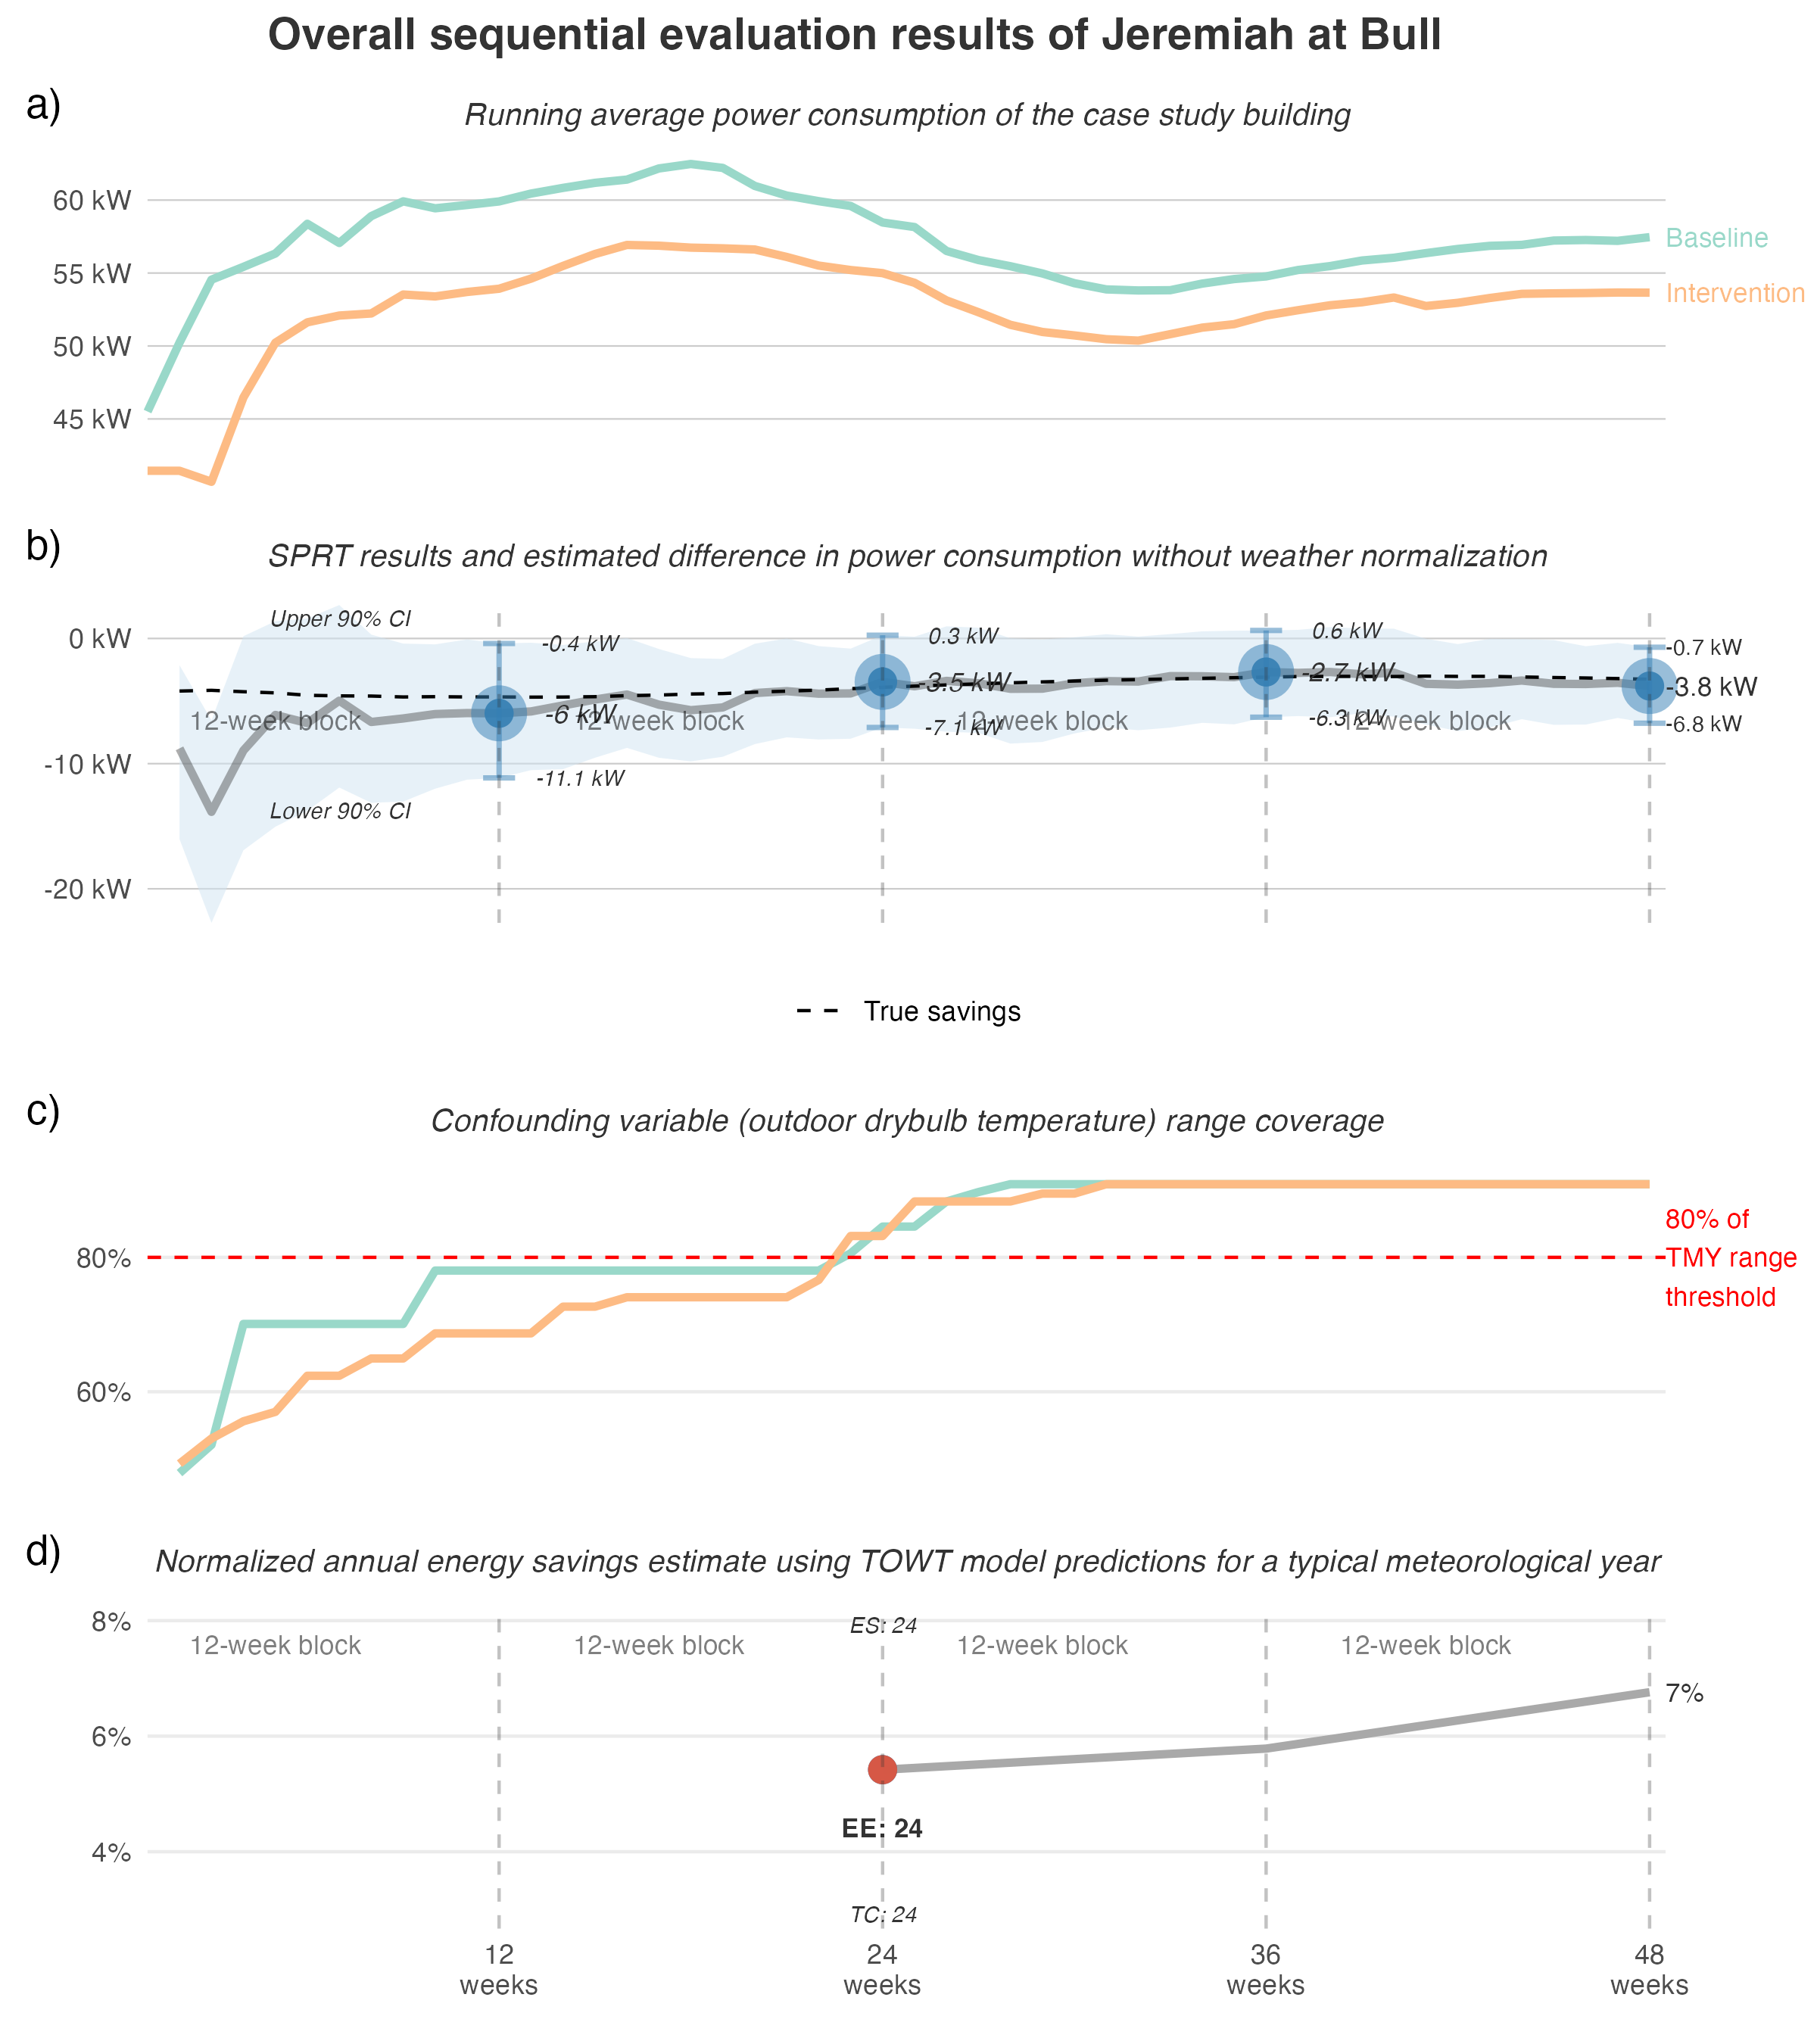 Overall sequential evaluation results of Jeremiah at Bull
a)
Running average power consumption of the case study building
60 kW
55 kW
50 kW
45 kW
Baseline
Intervention
b)
SPRT results and estimated difference in power consumption without weather normalization
0 kW
-10 kW
-20 kW
Upper 90% CI
Lower 90% CI
12-week block
12-week block
12-week block
12-week block
-0.4 kW
-6 kW
-11.1 kW
0.3 kW
-3.5 kW
-7.1 kW
0.6 kW
-2.7 kW
-6.3 kW
-0.7 kW
-3.8 kW
-6.8 kW
True savings
c)
Confounding variable (outdoor drybulb temperature) range coverage
80%
60%
80% of
TMY range
threshold
d)
Normalized annual energy savings estimate using TOWT model predictions for a typical meteorological year
8%
6%
4%
12-week block
12-week block
12-week block
12-week block
ES: 24
7%
EE: 24
TC: 24
12
weeks
24
weeks
36
weeks
48
weeks